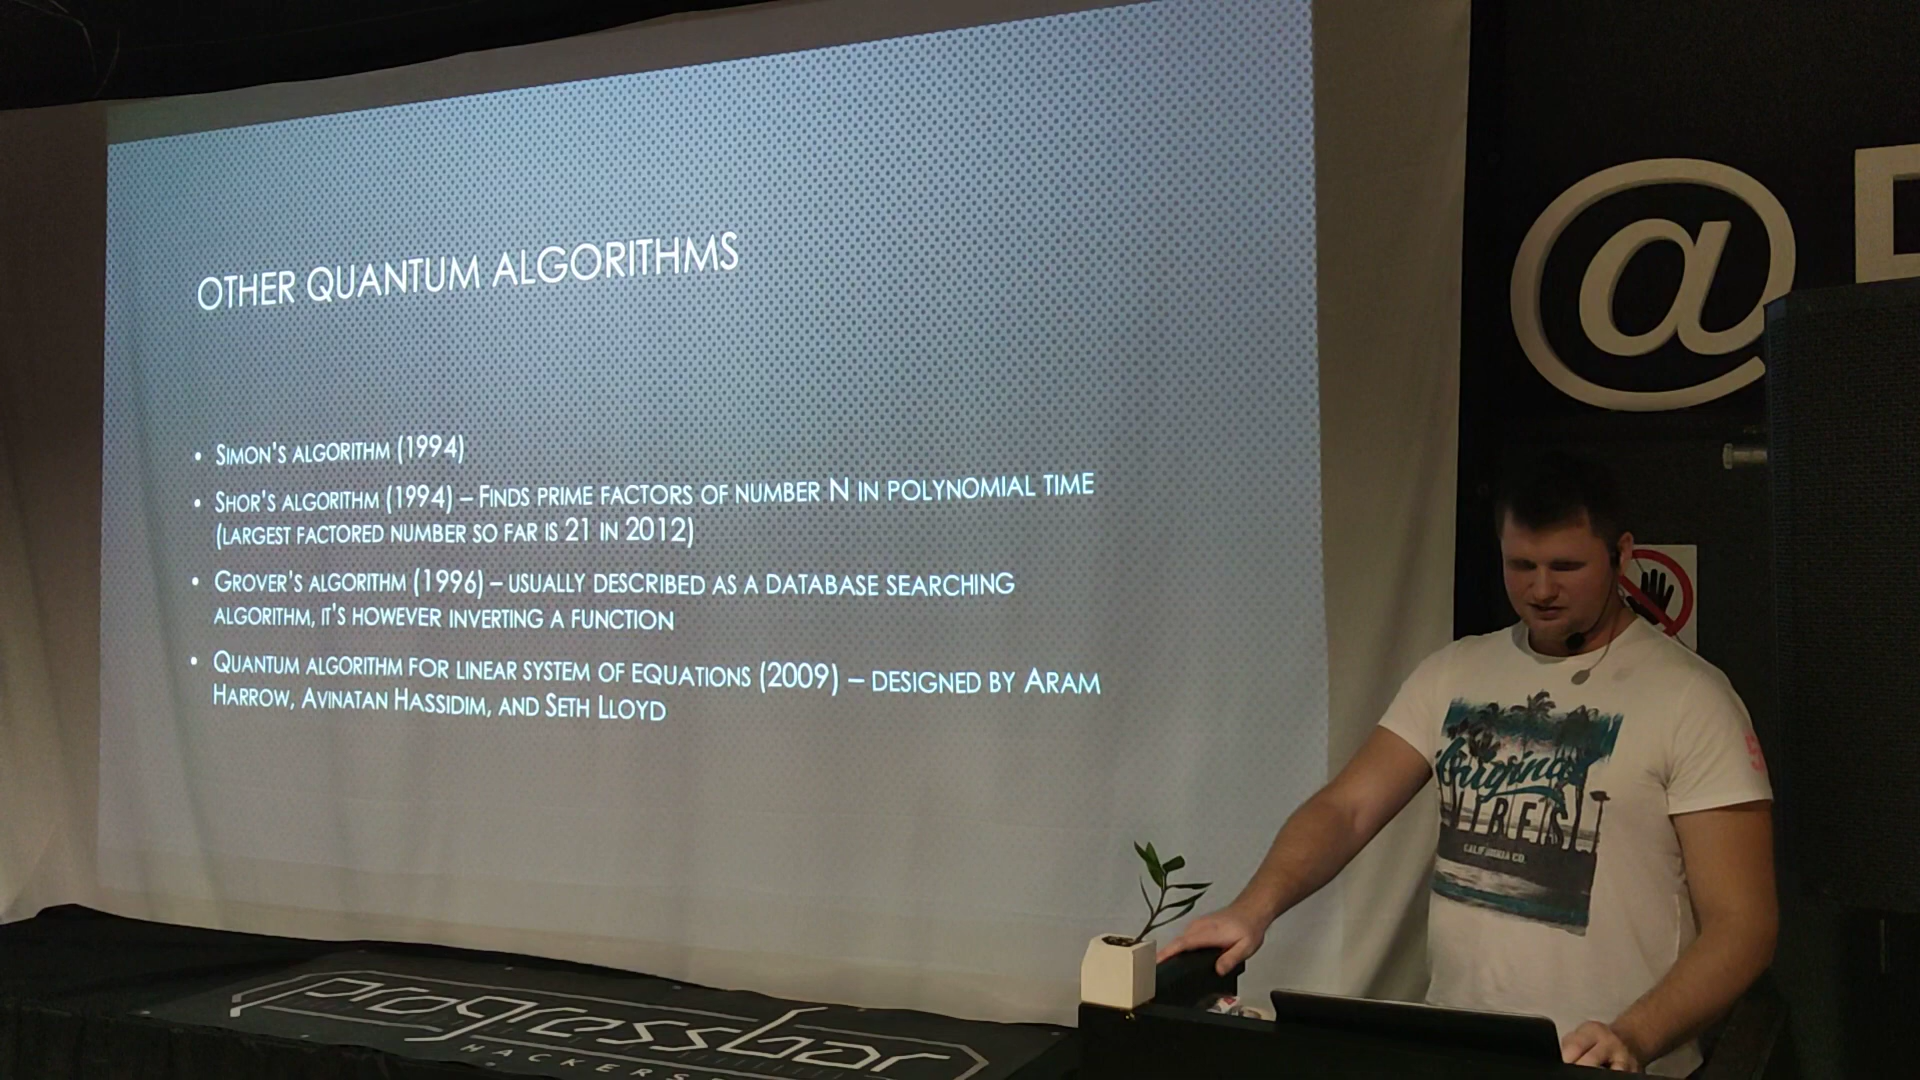 OTHER QUANTUM ALGORITHMS
• SIMON'S ALGORITHM (1994)
• SHOR'S ALGORITHM (1994) – FINDS PRIME FACTORS OF NUMBER N IN POLYNOMIAL TIME
(LARGEST FACTORED NUMBER SO FAR IS 21 IN 2012)
• GROVER'S ALGORITHM (1996) – USUALLY DESCRIBED AS A DATABASE SEARCHING
ALGORITHM, IT'S HOWEVER INVERTING A FUNCTION
• QUANTUM ALGORITHM FOR LINEAR SYSTEM OF EQUATIONS (2009) – DESIGNED BY ARAM
HARROW, AVINATAN HASSIDIM, AND SETH LLOYD
@
Original
VIBES
CALIFORNIA CO.
progressbar
HACKERS